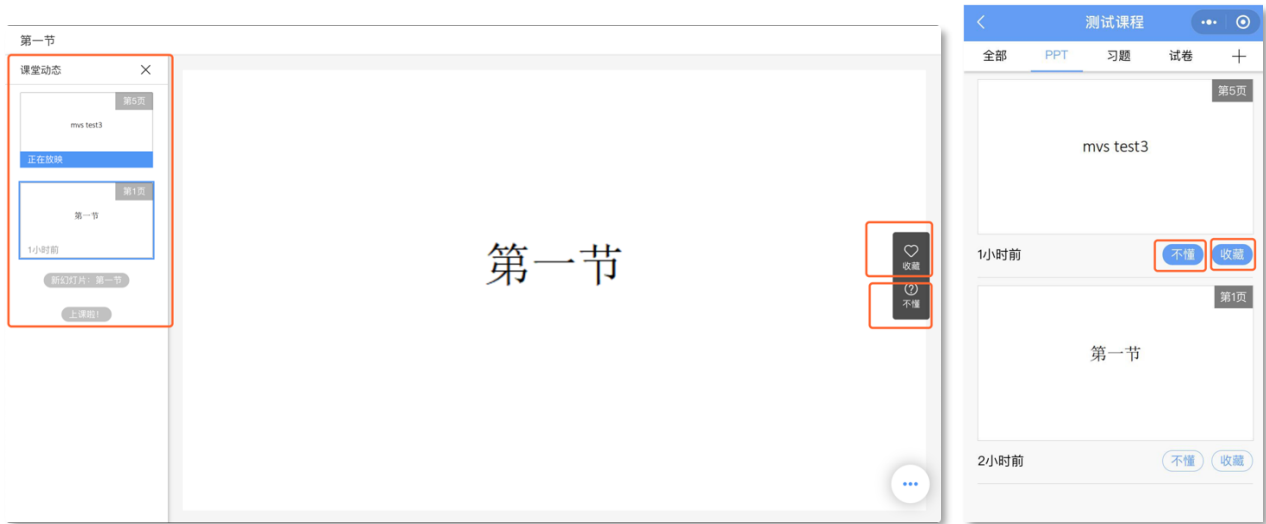 第一节
课堂动态
第5页
mvs test3
正在放映
第1页
第一节
1小时前
新幻灯片：第一节
上课啦！
第一节
收藏
不懂
测试课程
全部 PPT 习题 试卷
第5页
mvs test3
1小时前 不懂 收藏
第1页
第一节
2小时前 不懂 收藏